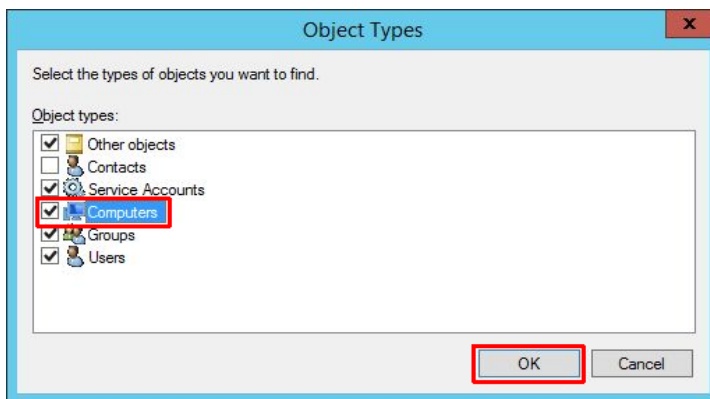 Object Types
x
Select the types of objects you want to find.
Object types:
Other objects
Contacts
Service Accounts
Computers
Groups
Users
OK
Cancel